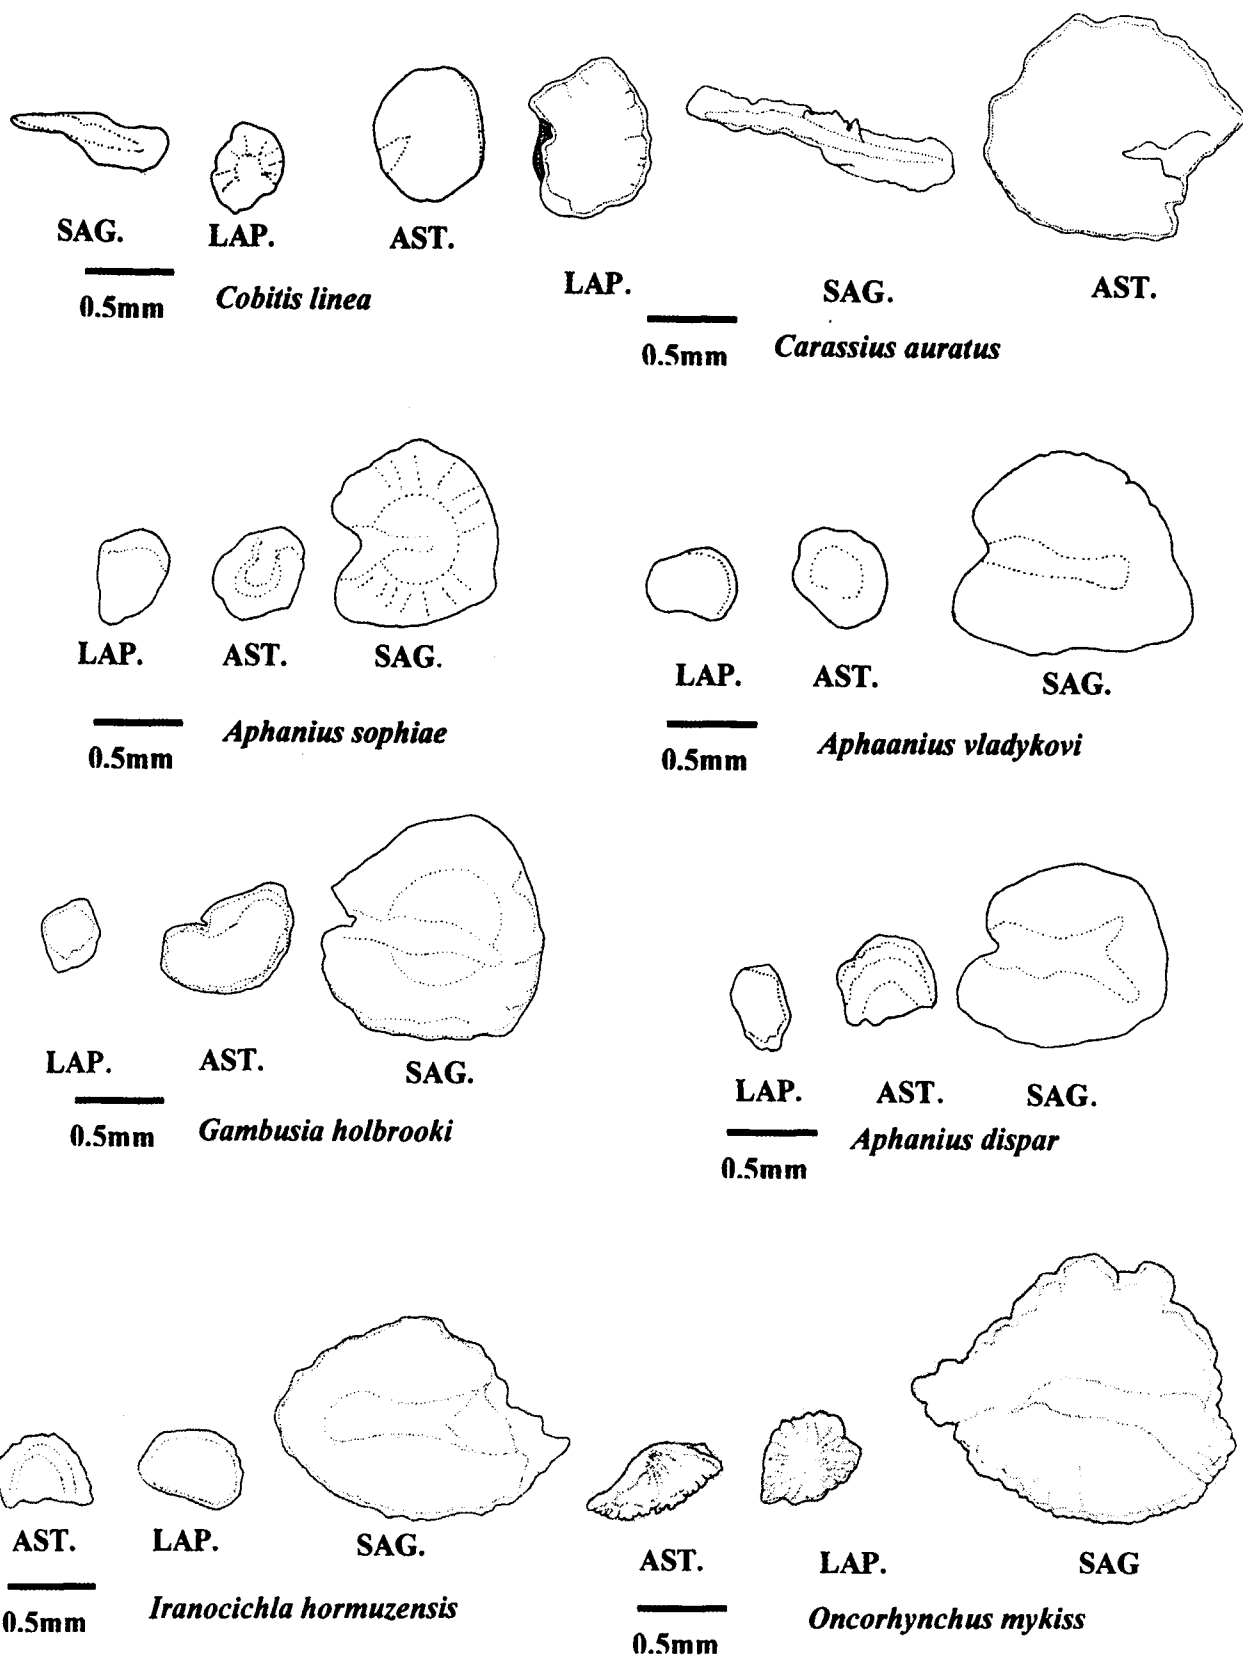 SAG. LAP. AST.
0.5mm Cobitis linea
LAP. SAG. AST.
0.5mm Carassius auratus
LAP. AST. SAG.
0.5mm Aphanius sophiae
LAP. AST. SAG.
0.5mm Aphaanius vladykovi
LAP. AST. SAG.
0.5mm Gambusia holbrooki
LAP. AST. SAG.
0.5mm Aphanius dispar
AST. LAP. SAG.
0.5mm Iranocichla hormuzensis
AST. LAP. SAG
0.5mm Oncorhynchus mykiss